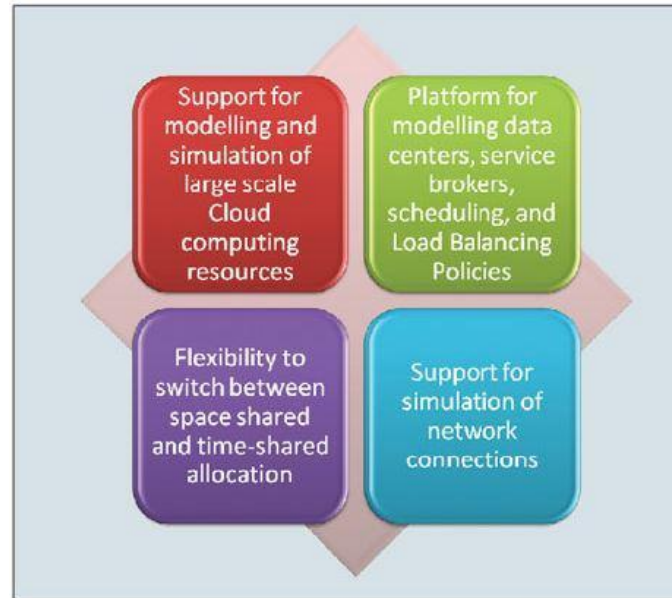 Support for
modelling and
simulation of
large scale
Cloud
computing
resources
Platform for
modelling data
centers, service
brokers,
scheduling, and
Load Balancing
Policies
Flexibility to
switch between
space shared
and time-shared
allocation
Support for
simulation of
network
connections